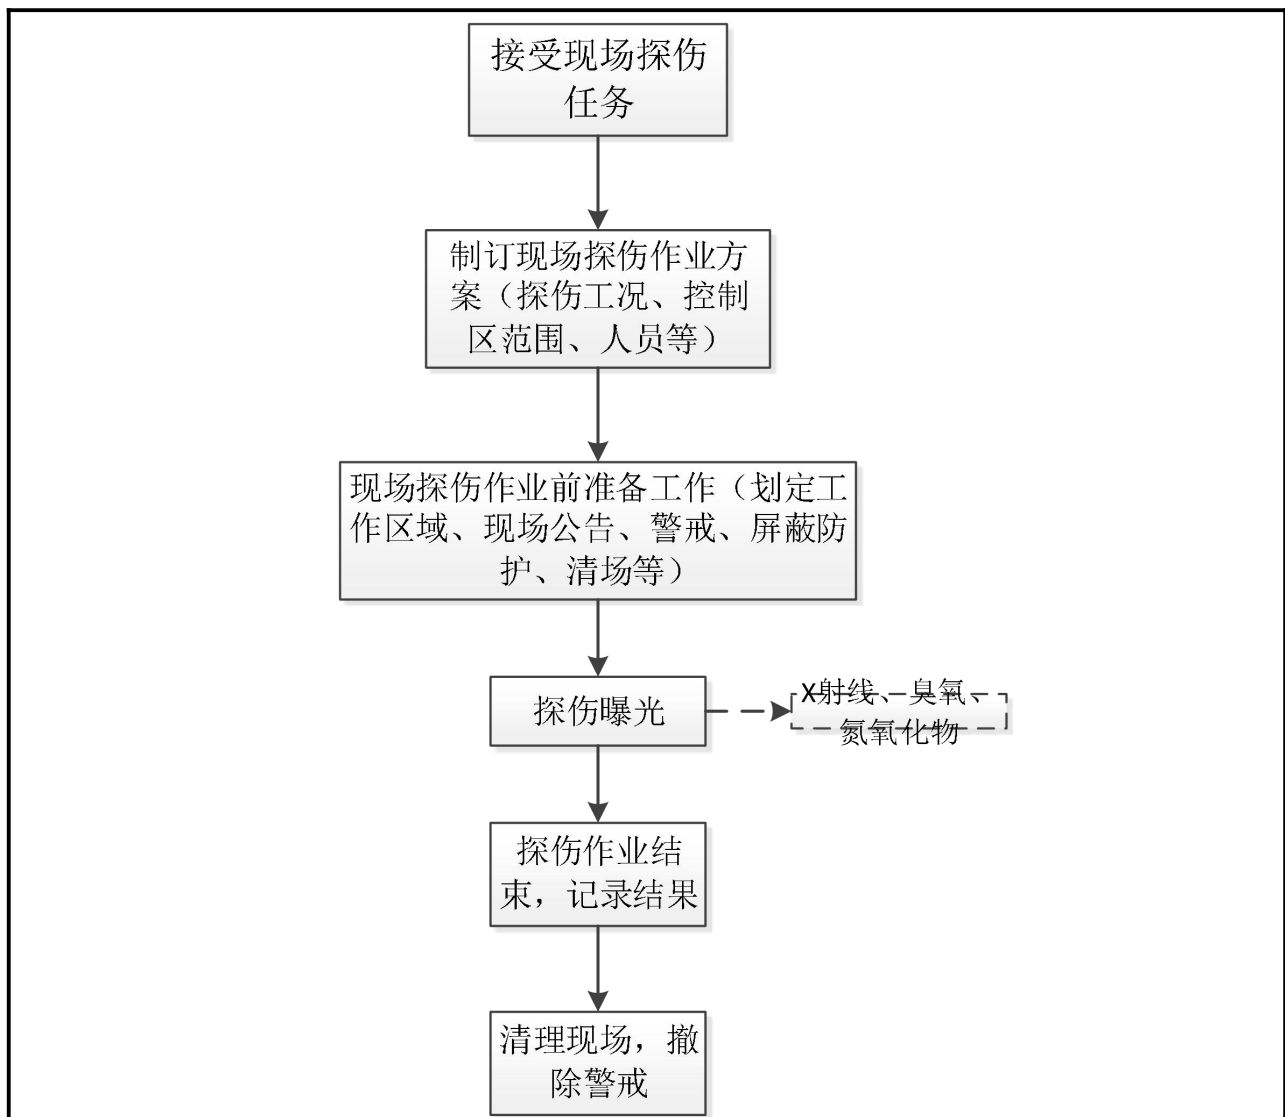 接受现场探伤
任务
制订现场探伤作业方
案（探伤工况、控制
区范围、人员等）
现场探伤作业前准备工作（划定工
作区域、现场公告、警戒、屏蔽防
护、清场等）
探伤曝光
X射线、臭氧、
氮氧化物
探伤作业结
束，记录结果
清理现场，撤
除警戒